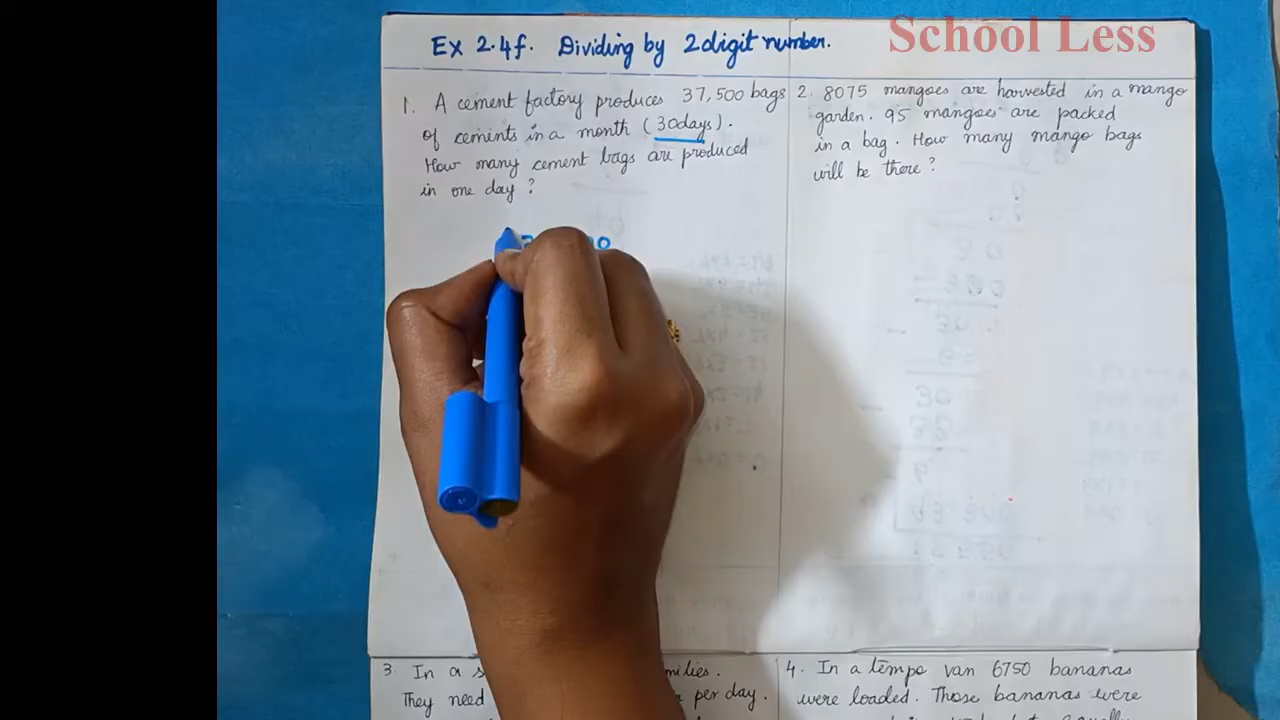 School Less
Ex 2.4f. Dividing by 2digit number.
1. A cement factory produces 37,500 bags
of cements in a month (30days).
How many cement bags are produced
in one day?
2. 8075 mangoes are harvested in a mango
garden. 95 mangoes are packed
in a bag. How many mango bags
will be there?
3. In a
They need per day.
4. In a tempo van 6750 bananas
were loaded. Those bananas were